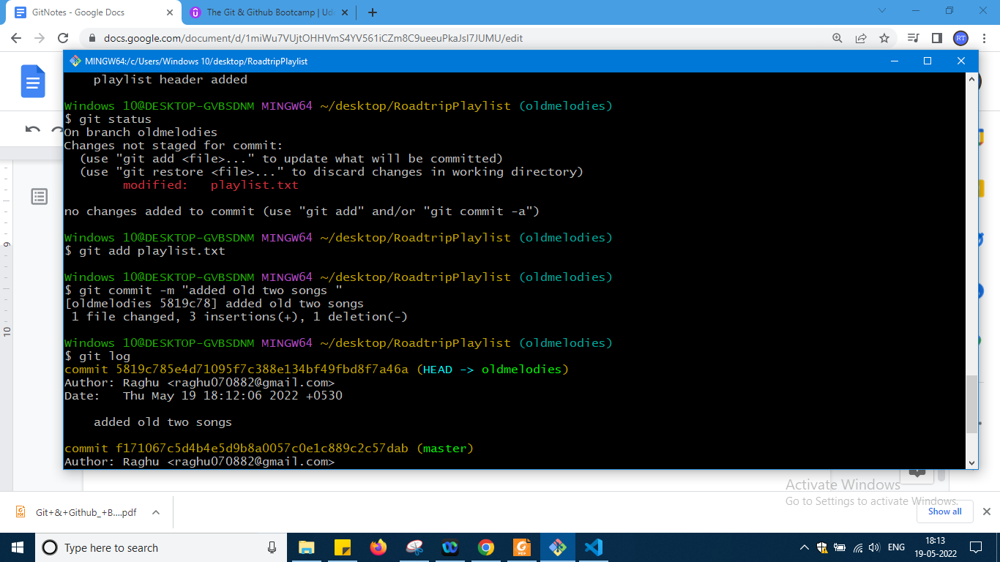 GitNotes - Google Docs
The Git & Github Bootcamp | Ud
docs.google.com/document/d/1miWu7VUjtOHHVmS4YV561iCZm8C9ueeuPkaJsI7JUMU/edit
RT
MINGW64:/c/Users/Windows 10/desktop/RoadtripPlaylist
playlist header added
Windows 10@DESKTOP-GVBSDNM MINGW64 ~/desktop/RoadtripPlaylist (oldmelodies)
$ git status
On branch oldmelodies
Changes not staged for commit:
(use "git add <file>..." to update what will be committed)
(use "git restore <file>..." to discard changes in working directory)
modified: playlist.txt
no changes added to commit (use "git add" and/or "git commit -a")
Windows 10@DESKTOP-GVBSDNM MINGW64 ~/desktop/RoadtripPlaylist (oldmelodies)
$ git add playlist.txt
Windows 10@DESKTOP-GVBSDNM MINGW64 ~/desktop/RoadtripPlaylist (oldmelodies)
$ git commit -m "added old two songs "
[oldmelodies 5819c78] added old two songs
1 file changed, 3 insertions(+), 1 deletion(-)
Windows 10@DESKTOP-GVBSDNM MINGW64 ~/desktop/RoadtripPlaylist (oldmelodies)
$ git log
commit 5819c785e4d71095f7c388e134bf49fbd8f7a46a (HEAD -> oldmelodies)
Author: Raghu <raghu070882@gmail.com>
Date: Thu May 19 18:12:06 2022 +0530
added old two songs
commit f171067c5d4b4e5d9b8a0057c0e1c889c2c57dab (master)
Author: Raghu <raghu070882@gmail.com>
9
10
Activate Windows
Go to Settings to activate Windows.
Git+&+Github_+B....pdf
Show all
Type here to search
ENG
18:13
19-05-2022